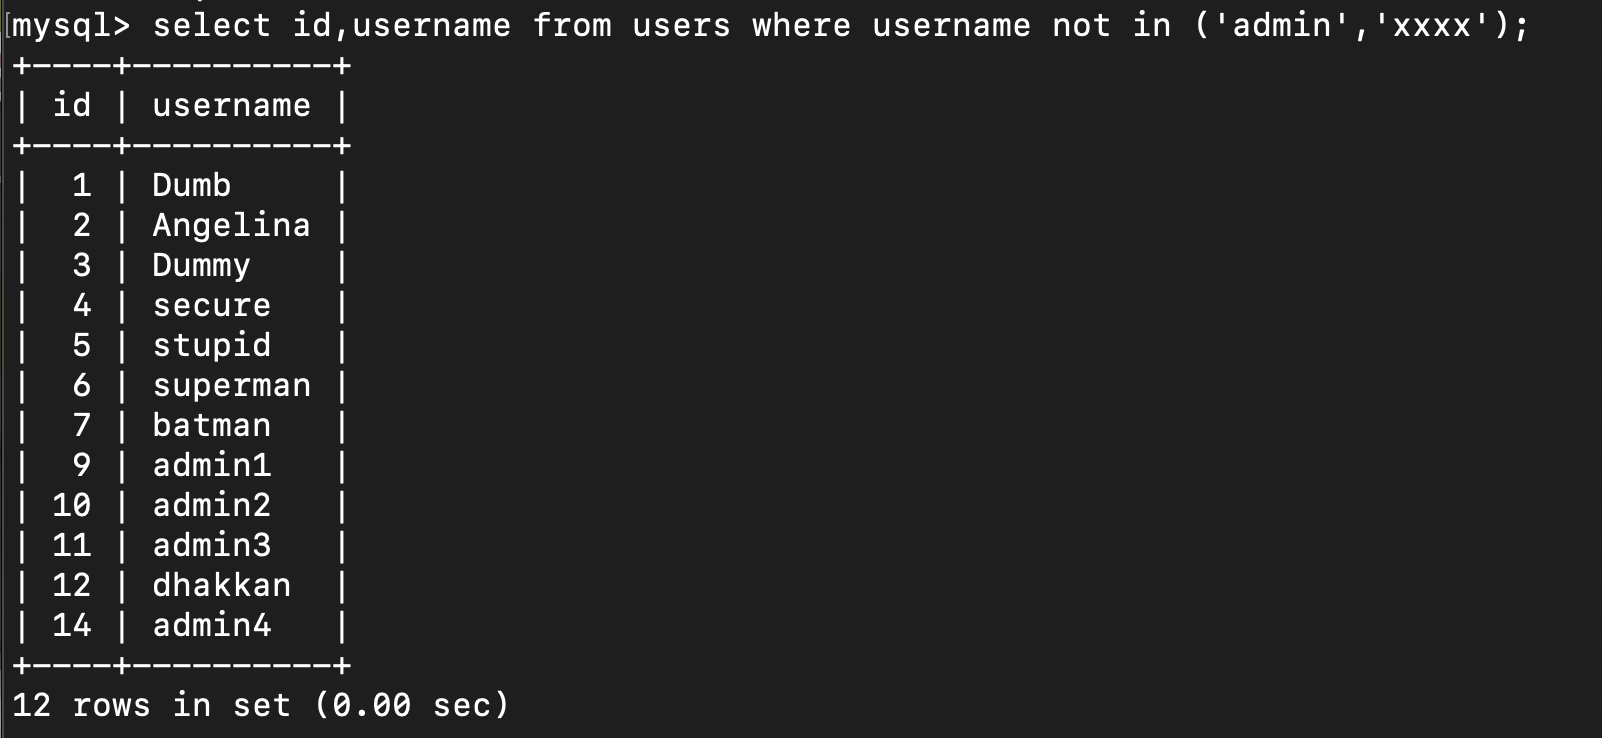 mysql> select id,username from users where username not in ('admin','xxxx');
+----+----------+
| id | username |
+----+----------+
|  1 | Dumb     |
|  2 | Angelina |
|  3 | Dummy    |
|  4 | secure   |
|  5 | stupid   |
|  6 | superman |
|  7 | batman   |
|  9 | admin1   |
| 10 | admin2   |
| 11 | admin3   |
| 12 | dhakkan  |
| 14 | admin4   |
+----+----------+
12 rows in set (0.00 sec)